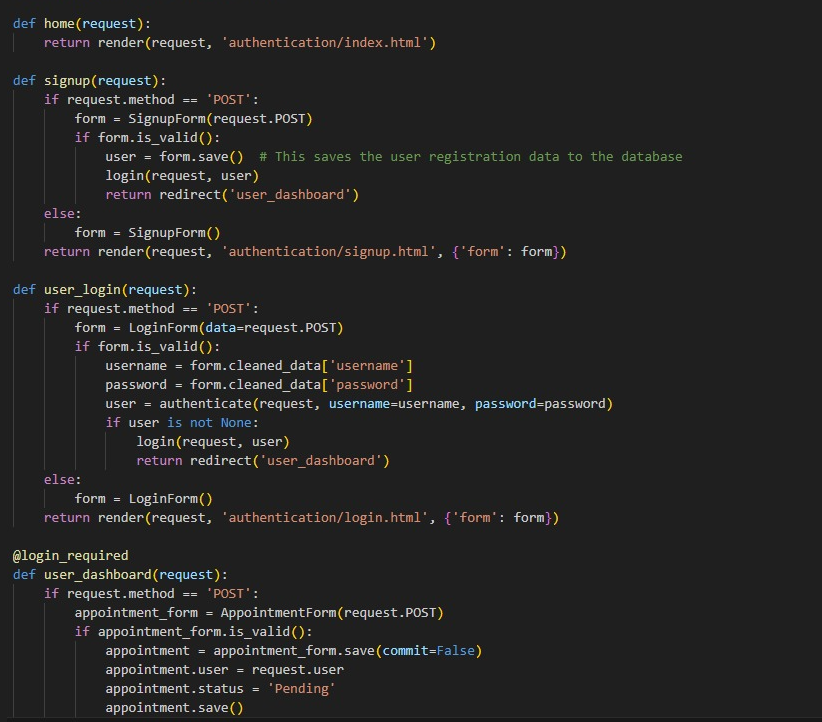 def home(request):
    return render(request, 'authentication/index.html')

def signup(request):
    if request.method == 'POST':
        form = SignupForm(request.POST)
        if form.is_valid():
            user = form.save()  # This saves the user registration data to the database
            login(request, user)
            return redirect('user_dashboard')
    else:
        form = SignupForm()
    return render(request, 'authentication/signup.html', {'form': form})

def user_login(request):
    if request.method == 'POST':
        form = LoginForm(data=request.POST)
        if form.is_valid():
            username = form.cleaned_data['username']
            password = form.cleaned_data['password']
            user = authenticate(request, username=username, password=password)
            if user is not None:
                login(request, user)
                return redirect('user_dashboard')
    else:
        form = LoginForm()
    return render(request, 'authentication/login.html', {'form': form})

@login_required
def user_dashboard(request):
    if request.method == 'POST':
        appointment_form = AppointmentForm(request.POST)
        if appointment_form.is_valid():
            appointment = appointment_form.save(commit=False)
            appointment.user = request.user
            appointment.status = 'Pending'
            appointment.save()